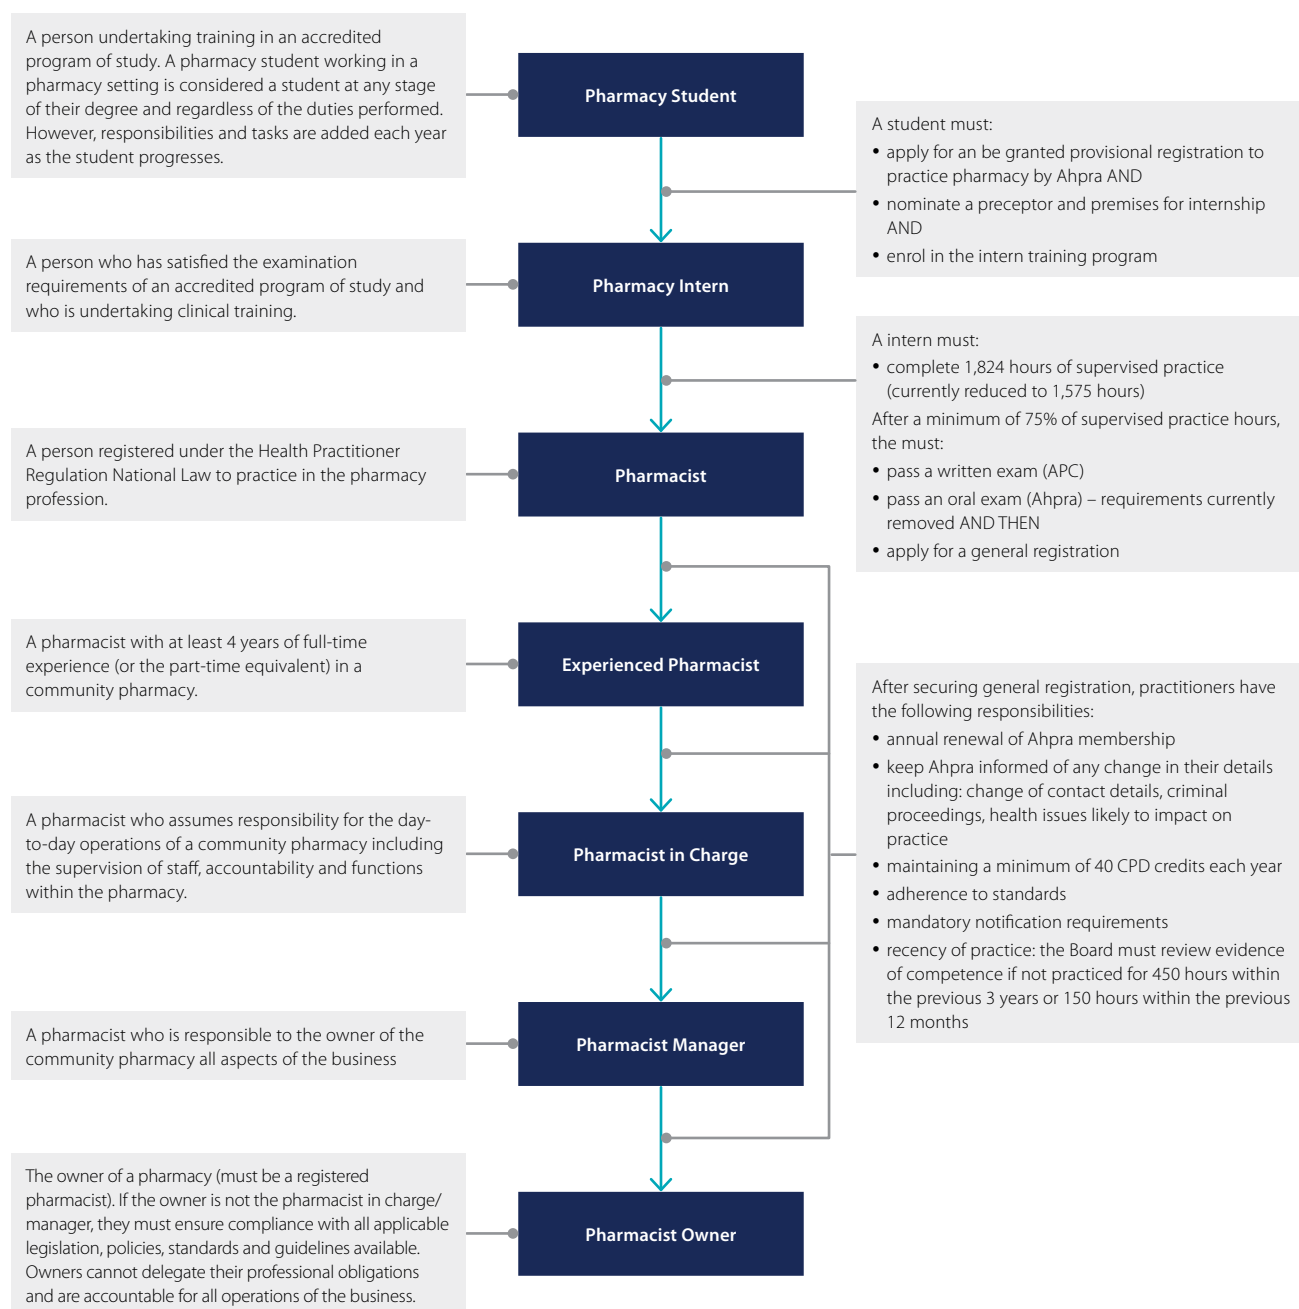 A person undertaking training in an accredited
program of study. A pharmacy student working in a
pharmacy setting is considered a student at any stage
of their degree and regardless of the duties performed.
However, responsibilities and tasks are added each year
as the student progresses.
Pharmacy Student
A student must:
• apply for an be granted provisional registration to
practice pharmacy by Ahpra AND
• nominate a preceptor and premises for internship
AND
• enrol in the intern training program
A person who has satisfied the examination
requirements of an accredited program of study and
who is undertaking clinical training.
Pharmacy Intern
A intern must:
• complete 1,824 hours of supervised practice
(currently reduced to 1,575 hours)
After a minimum of 75% of supervised practice hours,
the must:
• pass a written exam (APC)
• pass an oral exam (Ahpra) – requirements currently
removed AND THEN
• apply for a general registration
A person registered under the Health Practitioner
Regulation National Law to practice in the pharmacy
profession.
Pharmacist
A pharmacist with at least 4 years of full-time
experience (or the part-time equivalent) in a
community pharmacy.
Experienced Pharmacist
After securing general registration, practitioners have
the following responsibilities:
• annual renewal of Ahpra membership
• keep Ahpra informed of any change in their details
including: change of contact details, criminal
proceedings, health issues likely to impact on
practice
• maintaining a minimum of 40 CPD credits each year
• adherence to standards
• mandatory notification requirements
• recency of practice: the Board must review evidence
of competence if not practiced for 450 hours within
the previous 3 years or 150 hours within the previous
12 months
A pharmacist who assumes responsibility for the day-
to-day operations of a community pharmacy including
the supervision of staff, accountability and functions
within the pharmacy.
Pharmacist in Charge
A pharmacist who is responsible to the owner of the
community pharmacy all aspects of the business
Pharmacist Manager
The owner of a pharmacy (must be a registered
pharmacist). If the owner is not the pharmacist in charge/
manager, they must ensure compliance with all applicable
legislation, policies, standards and guidelines available.
Owners cannot delegate their professional obligations
and are accountable for all operations of the business.
Pharmacist Owner